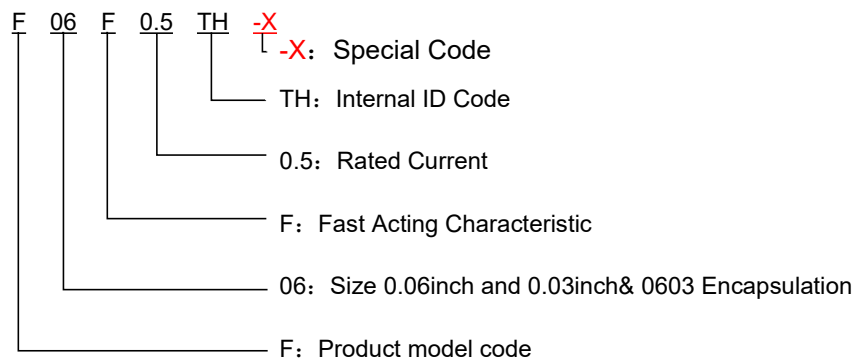 F 06 F 0.5 TH -X
-X：Special Code
TH：Internal ID Code
0.5：Rated Current
F：Fast Acting Characteristic
06：Size 0.06inch and 0.03inch& 0603 Encapsulation
F：Product model code